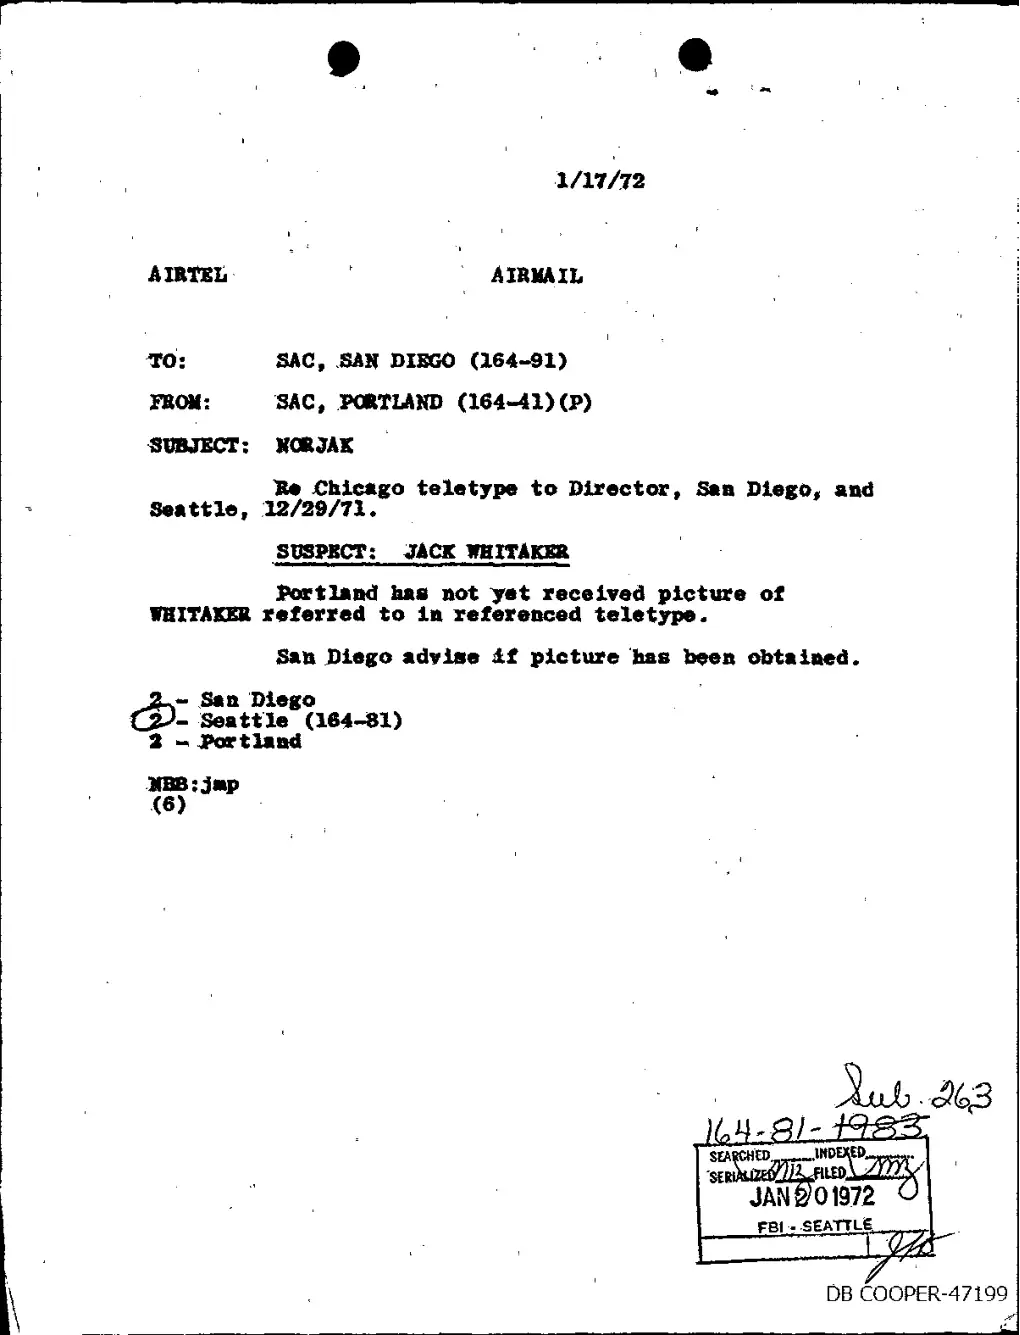 1/17/72
AIRTEL AIRMAIL
TO: SAC, SAN DIEGO (164-91)
FROM: SAC, PORTLAND (164-41)(P)
SUBJECT: NORJAK
Re Chicago teletype to Director, San Diego, and
Seattle, 12/29/71.
SUSPECT: JACK WHITAKER
Portland has not yet received picture of
WHITAKER referred to in referenced teletype.
San Diego advise if picture has been obtained.
2 - San Diego
2 - Seattle (164-81)
2 - Portland
NBB:jmp
(6)
Sub. 263
164-81-1983
SEARCHED INDEXED
SERIALIZED FILED
JAN 20 1972
FBI - SEATTLE
DB COOPER-47199